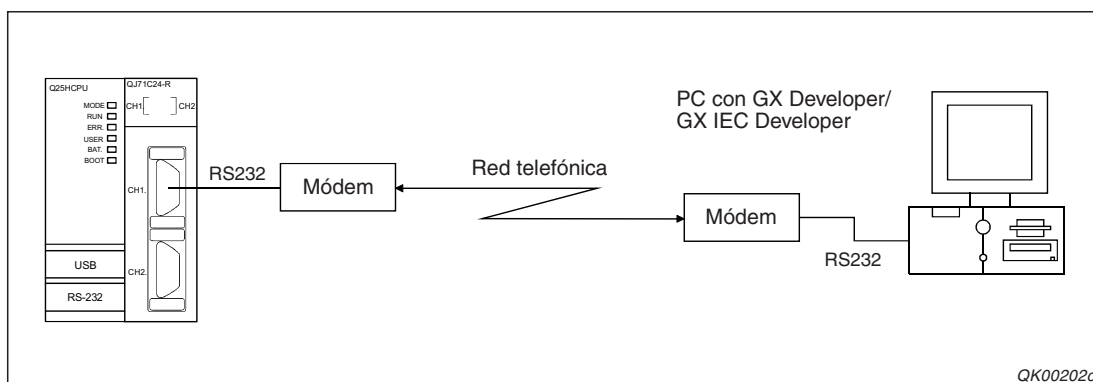 Q25HCPU
MODE
RUN
ERR.
USER
BAT.
BOOT
USB
RS-232
QJ71C24-R
CH1. CH2
CH1.
CH2.
RS232
Módem
Red telefónica
Módem
RS232
PC con GX Developer/
GX IEC Developer
QK00202c